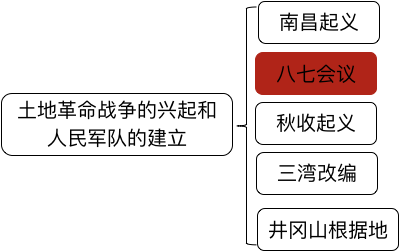 土地革命战争的兴起和
人民军队的建立
南昌起义
八七会议
秋收起义
三湾改编
井冈山根据地